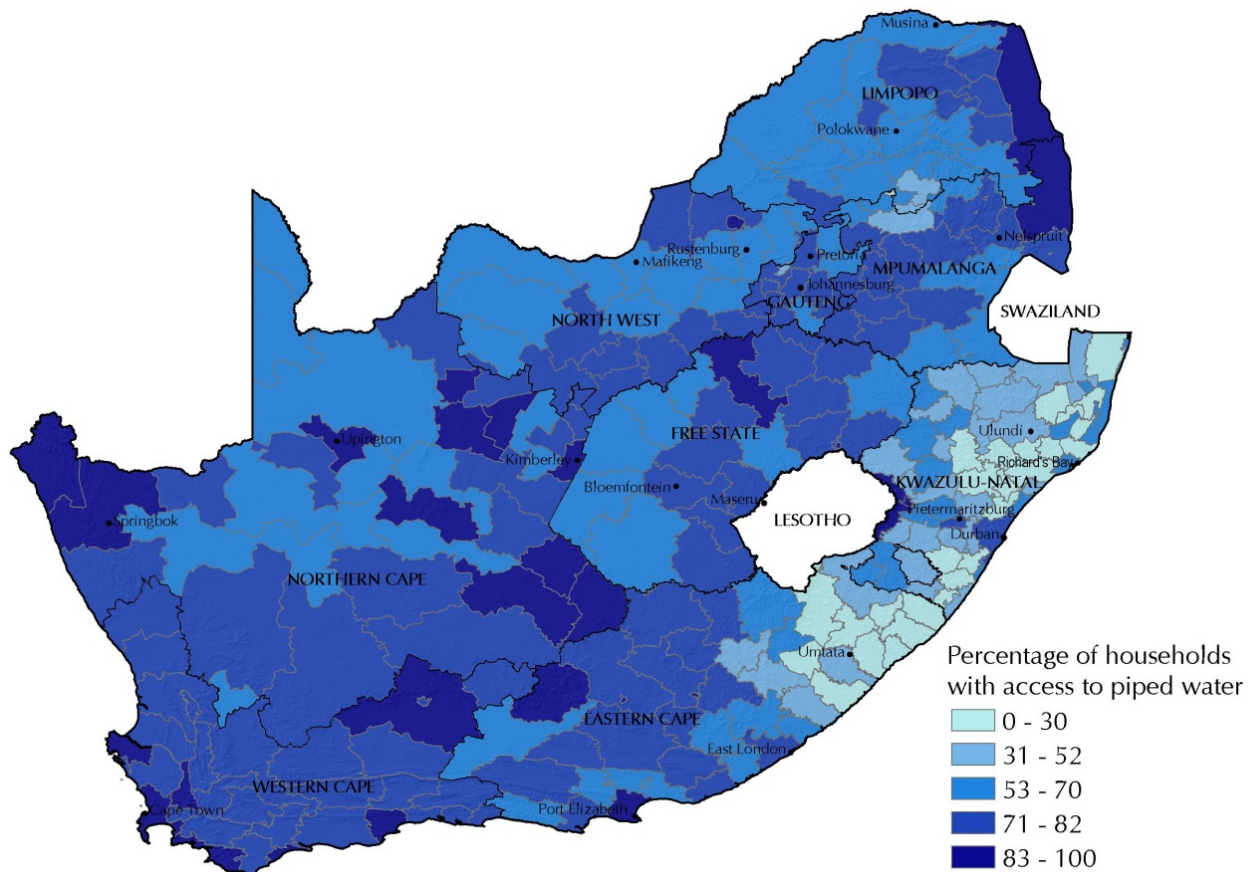 Musina
LIMPOPO
Polokwane
Nelspruit
Rustenburg
Pretoria
Mafikeng
MPUMALANGA
Johannesburg
GAUTENG
SWAZILAND
NORTH WEST
Ulundi
FREE STATE
Upington
Kimberley
Richard's Bay
KWAZULU-NATAL
Bloemfontein
Maseru
Pietermaritzburg
LESOTHO
Springbok
Durban
NORTHERN CAPE
Umtata
Percentage of households
with access to piped water
0 - 30
31 - 52
53 - 70
71 - 82
83 - 100
EASTERN CAPE
East London
WESTERN CAPE
Port Elizabeth
Cape Town